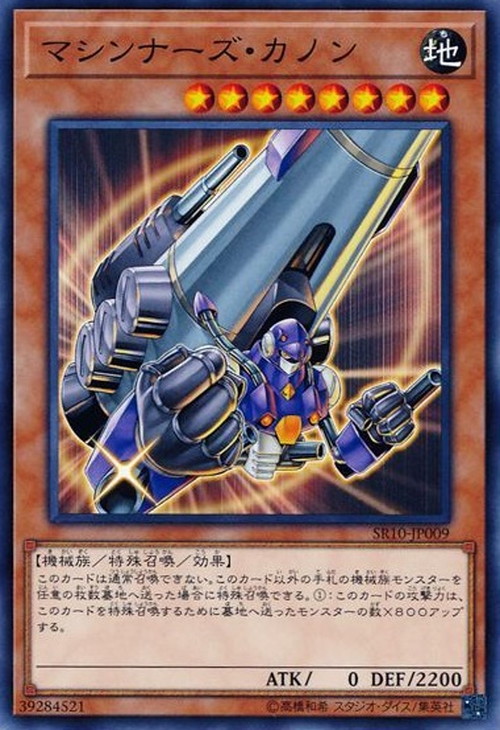 マシンナーズ・カノン
地
SR10-JP009
【機械族／特殊召喚／効果】
このカードは通常召喚できない。このカード以外の手札の機械族モンスターを
任意の枚数墓地へ送った場合に特殊召喚できる。①：このカードの攻撃力は、
このカードを特殊召喚するために墓地へ送ったモンスターの数×800アップ
する。
ATK/ 0 DEF/2200
39284521 ©高橋和希 スタジオ・ダイス/集英社